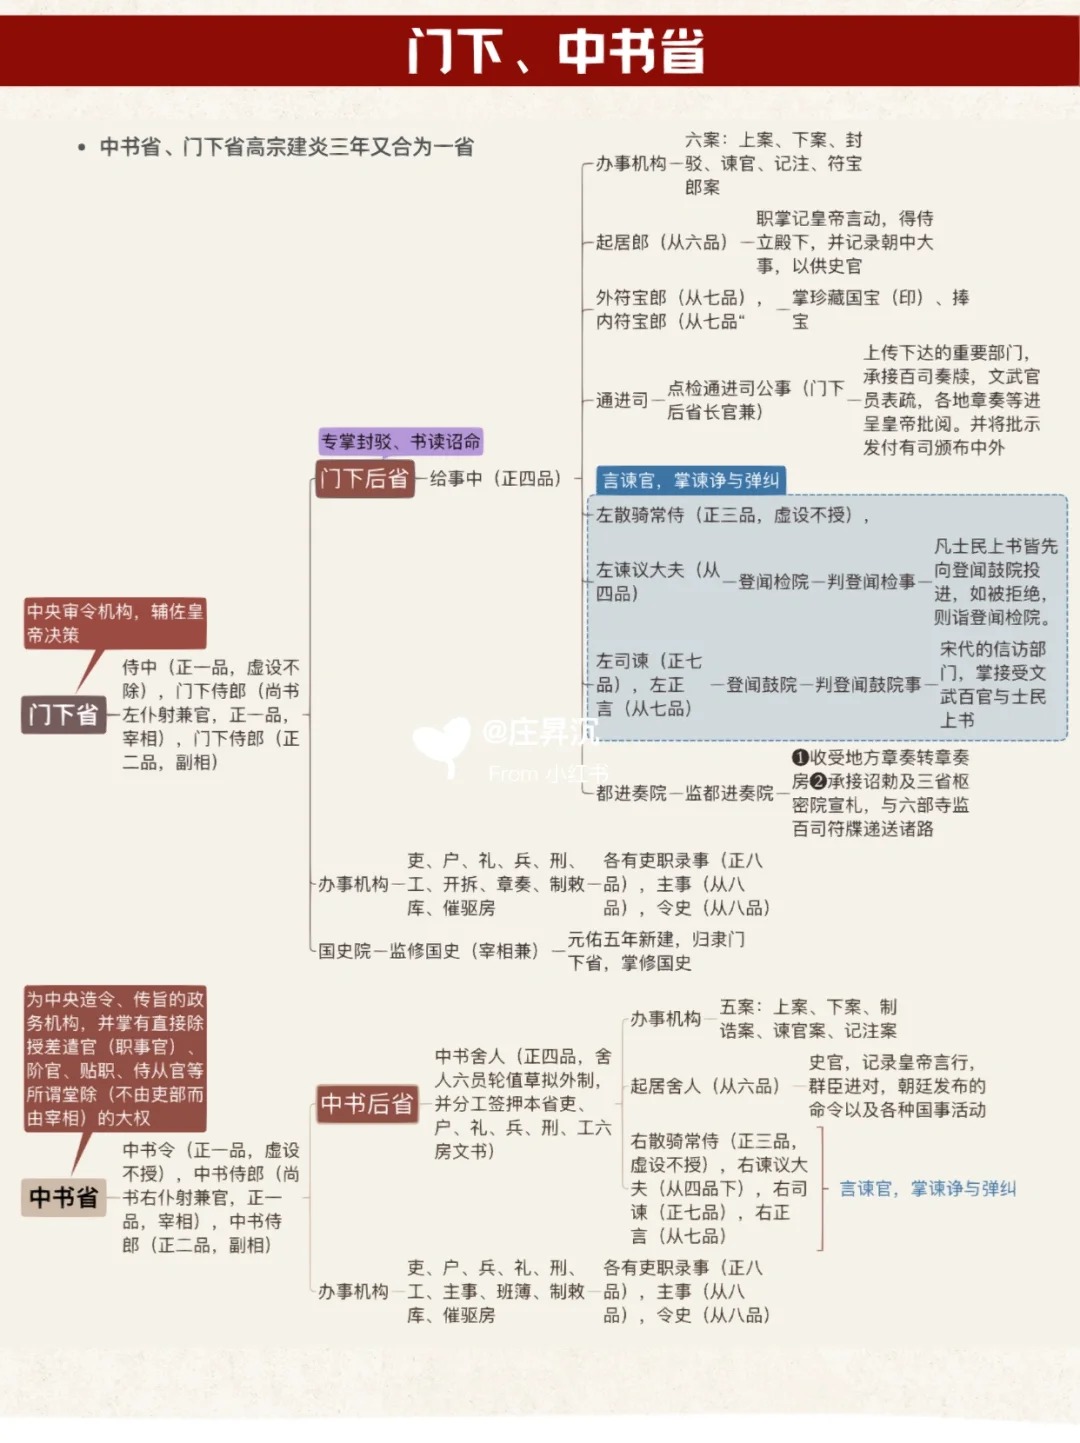 门下、中书省
• 中书省、门下省高宗建炎三年又合为一省
办事机构
六案：上案、下案、封
驳、谏官、记注、符宝
郎案
起居郎（从六品）
职掌记皇帝言动，得侍
立殿下，并记录朝中大
事，以供史官
外符宝郎（从七品），
内符宝郎（从七品“
掌珍藏国宝（印）、捧
宝
通进司
点检通进司公事（门下
后省长官兼）
上传下达的重要部门，
承接百司奏牍，文武官
员表疏，各地章奏等进
呈皇帝批阅。并将批示
发付有司颁布中外
专掌封驳、书读诏命
门下后省
给事中（正四品）
言谏官，掌谏诤与弹纠
左散骑常侍（正三品，虚设不授），
左谏议大夫（从
四品）
登闻检院
判登闻检事
凡士民上书皆先
向登闻鼓院投
进，如被拒绝，
则诣登闻检院。
左司谏（正七
品），左正
言（从七品）
登闻鼓院
判登闻鼓院事
宋代的信访部
门，掌接受文
武百官与士民
上书
都进奏院
监都进奏院
❶收受地方章奏转章奏
房❷承接诏勅及三省枢
密院宣札，与六部寺监
百司符牒递送诸路
中央审令机构，辅佐皇
帝决策
门下省
侍中（正一品，虚设不
除），门下侍郎（尚书
左仆射兼官，正一品，
宰相），门下侍郎（正
二品，副相）
@庄昇沉
From 小红书
办事机构
吏、户、礼、兵、刑、
工、开拆、章奏、制敕
库、催驱房
各有吏职录事（正八
品），主事（从八
品），令史（从八品）
国史院
监修国史（宰相兼）
元佑五年新建，归隶门
下省，掌修国史
为中央造令、传旨的政
务机构，并掌有直接除
授差遣官（职事官）、
阶官、贴职、侍从官等
所谓堂除（不由吏部而
由宰相）的大权
中书省
中书令（正一品，虚设
不授），中书侍郎（尚
书右仆射兼官，正一
品，宰相），中书侍
郎（正二品，副相）
中书后省
中书舍人（正四品，舍
人六员轮值草拟外制，
并分工签押本省吏、
户、礼、兵、刑、工六
房文书）
办事机构
五案：上案、下案、制
诰案、谏官案、记注案
起居舍人（从六品）
史官，记录皇帝言行，
群臣进对，朝廷发布的
命令以及各种国事活动
右散骑常侍（正三品，
虚设不授），右谏议大
夫（从四品下），右司
谏（正七品），右正
言（从七品）
言谏官，掌谏诤与弹纠
办事机构
吏、户、兵、礼、刑、
工、主事、班簿、制敕
库、催驱房
各有吏职录事（正八
品），主事（从八
品），令史（从八品）